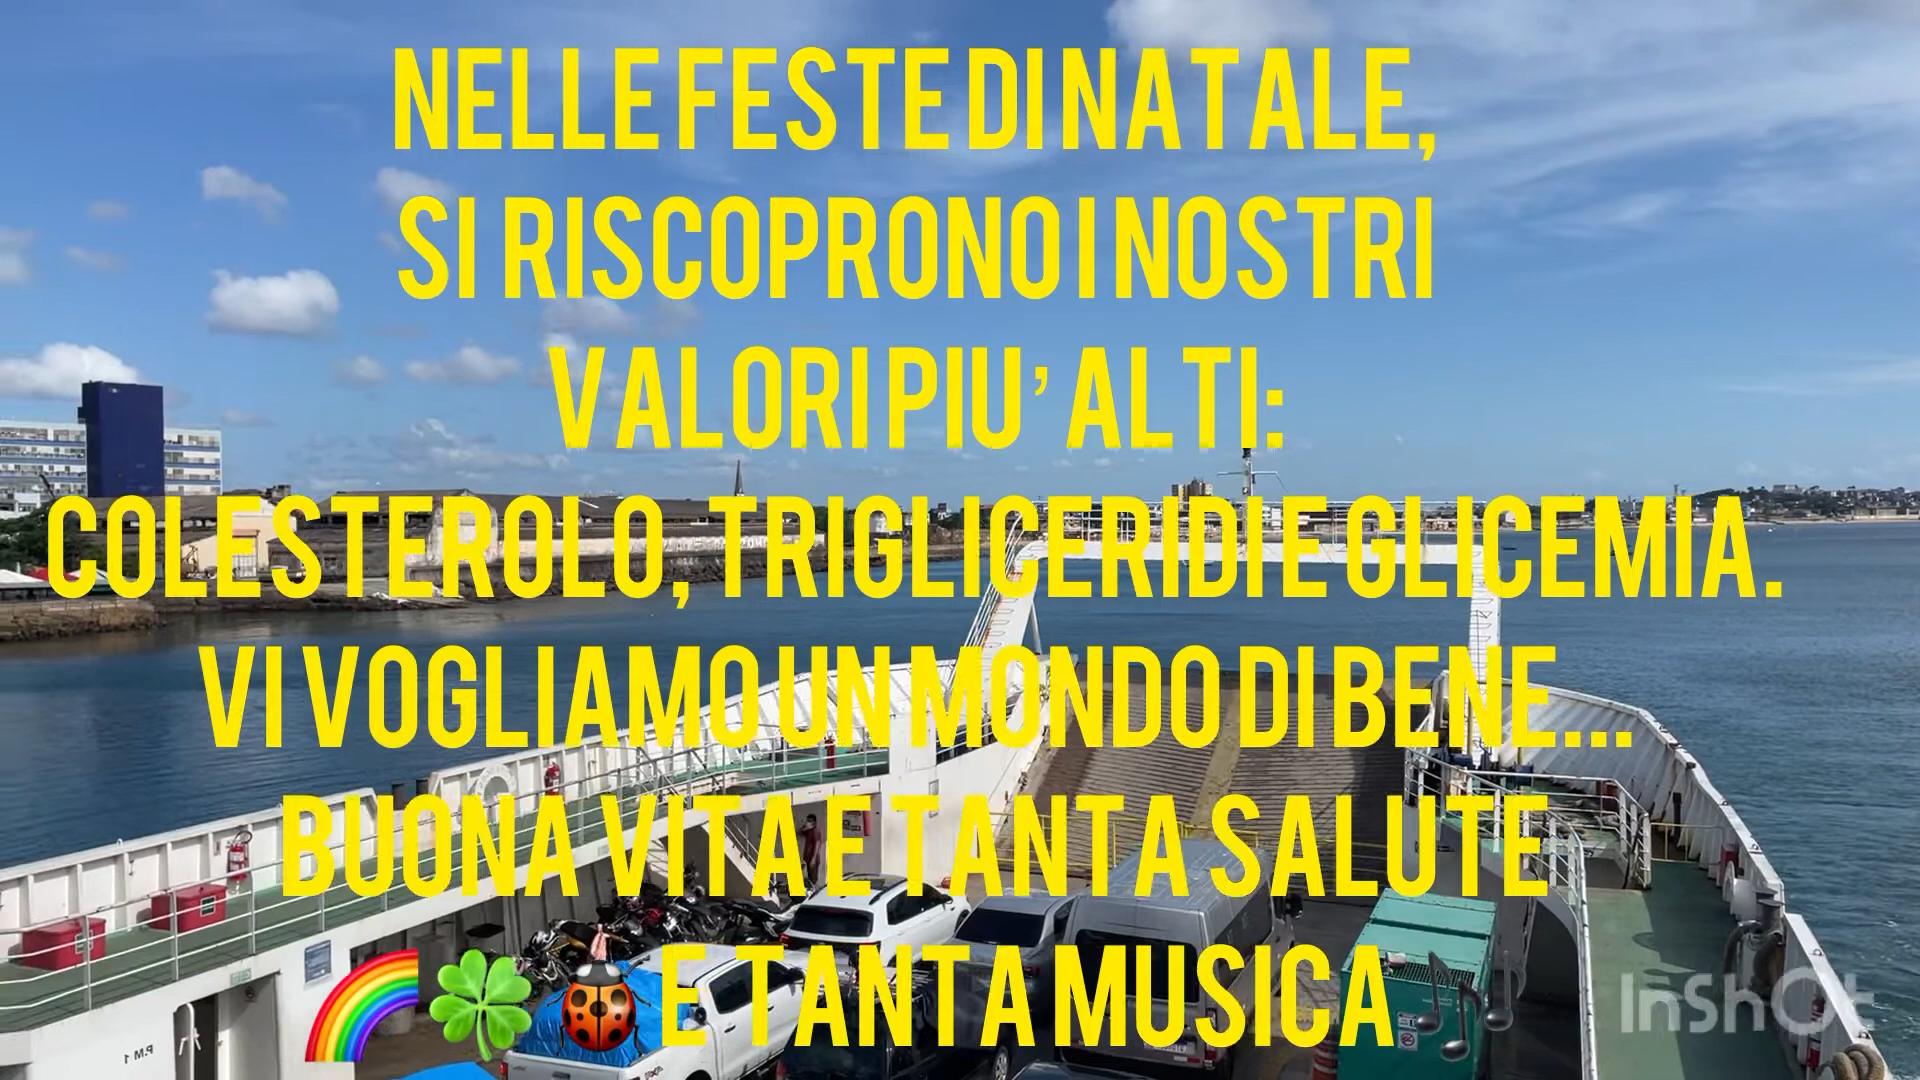 NELLE FESTE DI NATALE,
SI RISCOPRONO I NOSTRI
VALORI PIU’ ALTI:
COLESTEROLO, TRIGLICERIDI E GLICEMIA.
VI VOGLIAMO UN MONDO DI BENE...
BUONA VITA E TANTA SALUTE
🌈🍀🐞 E TANTA MUSICA 🎶
InShOt
P.M 1